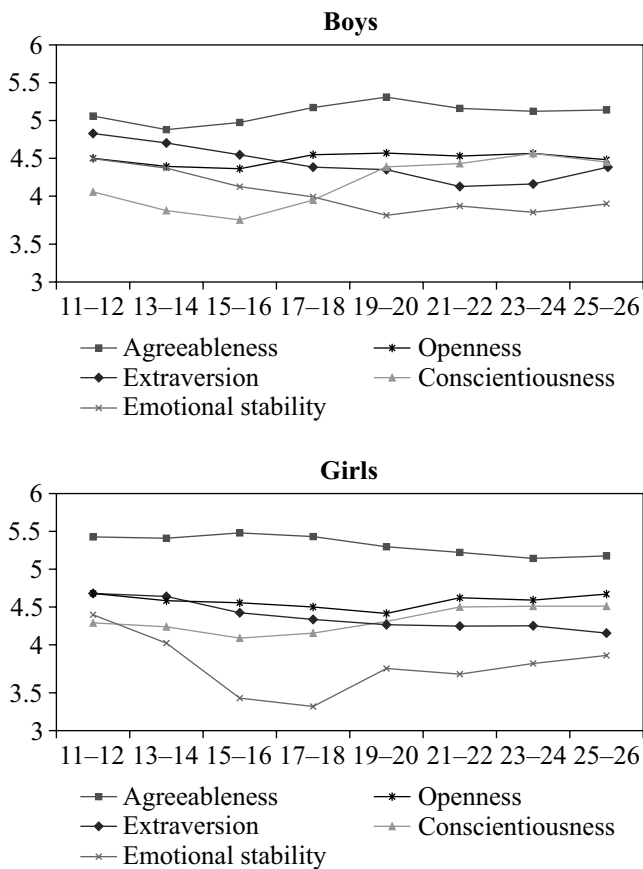 Boys
6
5.5
5
4.5
4
3.5
3
11–12 13–14 15–16 17–18 19–20 21–22 23–24 25–26
Agreeableness Openness
Extraversion Conscientiousness
Emotional stability
Girls
6
5.5
5
4.5
4
3.5
3
11–12 13–14 15–16 17–18 19–20 21–22 23–24 25–26
Agreeableness Openness
Extraversion Conscientiousness
Emotional stability